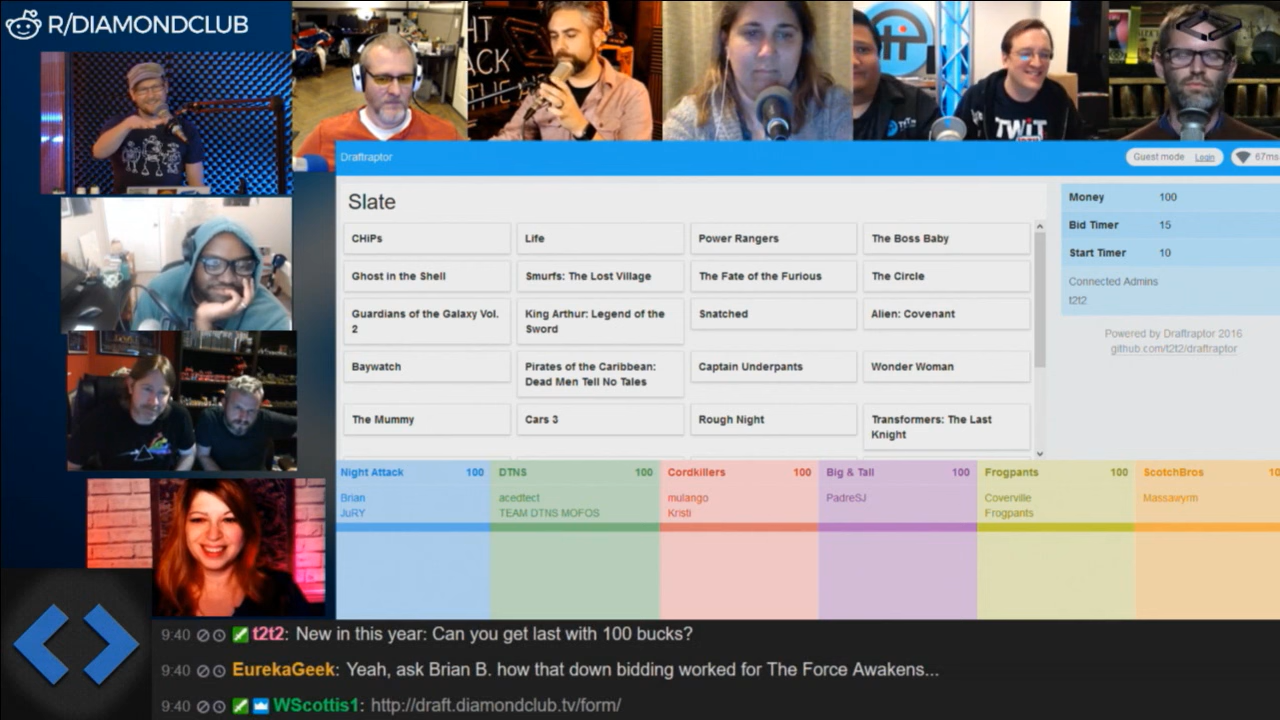 R/DIAMONDCLUB
TWiT
Draftraptor
Guest mode Login 67ms
Slate
CHiPs
Life
Power Rangers
The Boss Baby
Ghost in the Shell
Smurfs: The Lost Village
The Fate of the Furious
The Circle
Guardians of the Galaxy Vol.
2
King Arthur: Legend of the
Sword
Snatched
Alien: Covenant
Baywatch
Pirates of the Caribbean:
Dead Men Tell No Tales
Captain Underpants
Wonder Woman
The Mummy
Cars 3
Rough Night
Transformers: The Last
Knight
Money 100
Bid Timer 15
Start Timer 10
Connected Admins
t2t2
Powered by Draftraptor 2016
github.com/t2t2/draftraptor
Night Attack 100
Brian
JuRY
DTNS 100
acedtect
TEAM DTNS MOFOS
Cordkillers 100
mulango
Kristi
Big & Tall 100
PadreSJ
Frogpants 100
Coverville
Frogpants
ScotchBros
Massawyrm
9:40 t2t2: New in this year: Can you get last with 100 bucks?
9:40 EurekaGeek: Yeah, ask Brian B. how that down bidding worked for The Force Awakens...
9:40 WScottis1: http://draft.diamondclub.tv/form/